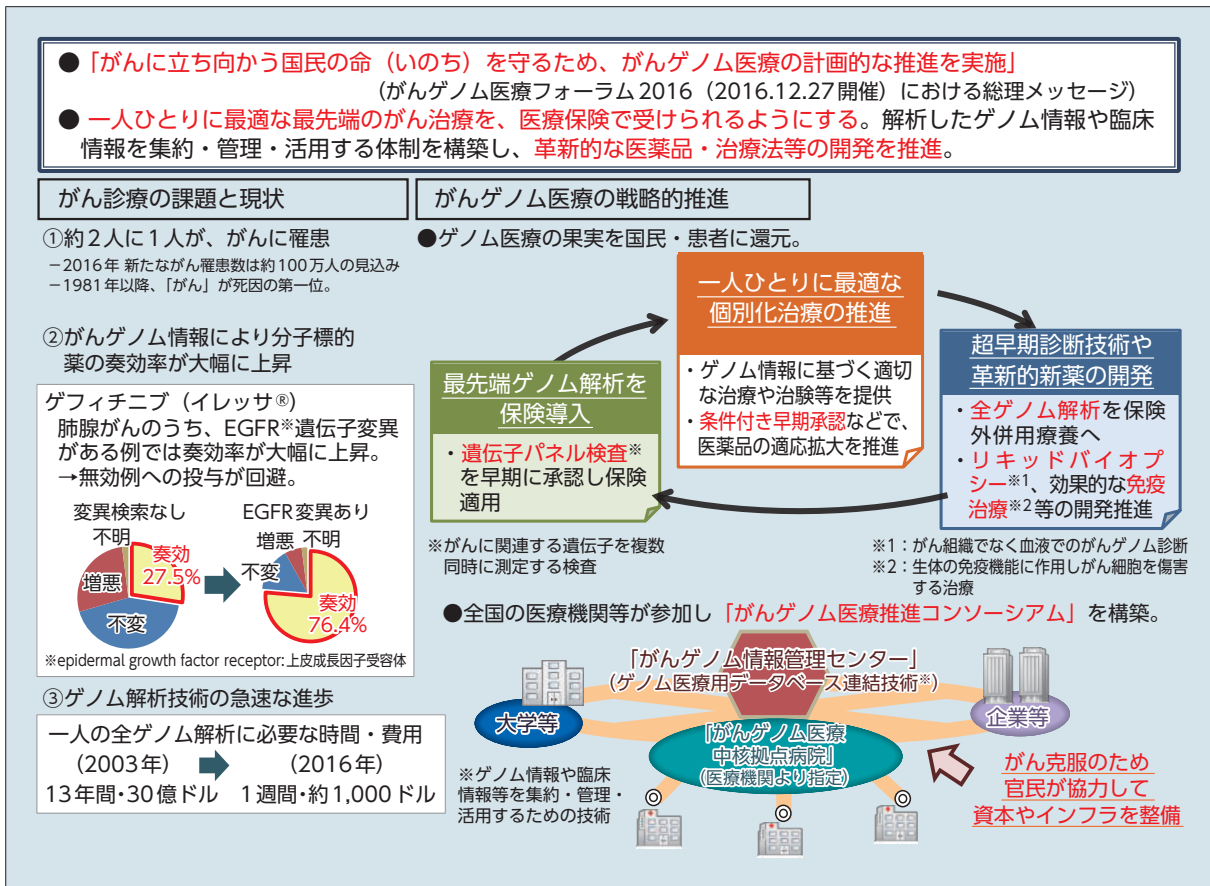 ●「がんに立ち向かう国民の命（いのち）を守るため、がんゲノム医療の計画的な推進を実施」
（がんゲノム医療フォーラム2016（2016.12.27開催）における総理メッセージ）
● 一人ひとりに最適な最先端のがん治療を、医療保険で受けられるようにする。解析したゲノム情報や臨床
情報を集約・管理・活用する体制を構築し、革新的な医薬品・治療法等の開発を推進。
がん診療の課題と現状
①約2人に1人が、がんに罹患
－2016年 新たながん罹患数は約100万人の見込み
－1981年以降、「がん」が死因の第一位。
②がんゲノム情報により分子標的
薬の奏効率が大幅に上昇
ゲフィチニブ（イレッサ®）
肺腺がんのうち、EGFR※遺伝子変異
がある例では奏効率が大幅に上昇。
→無効例への投与が回避。
変異検索なし
不明
奏効
27.5%
増悪
不変
EGFR変異あり
増悪
不明
不変
奏効
76.4%
※epidermal growth factor receptor：上皮成長因子受容体
③ゲノム解析技術の急速な進歩
一人の全ゲノム解析に必要な時間・費用
（2003年）
（2016年）
13年間・30億ドル
1週間・約1,000ドル
がんゲノム医療の戦略的推進
●ゲノム医療の果実を国民・患者に還元。
最先端ゲノム解析を
保険導入
・遺伝子パネル検査※
を早期に承認し保険
適用
※がんに関連する遺伝子を複数
同時に測定する検査
一人ひとりに最適な
個別化治療の推進
・ゲノム情報に基づく適切
な治療や治験等を提供
・条件付き早期承認などで、
医薬品の適応拡大を推進
超早期診断技術や
革新的新薬の開発
・全ゲノム解析を保険
外併用療養へ
・リキッドバイオプ
シー※1、効果的な免疫
治療※2等の開発推進
※1：がん組織でなく血液でのがんゲノム診断
※2：生体の免疫機能に作用しがん細胞を傷害
する治療
●全国の医療機関等が参加し「がんゲノム医療推進コンソーシアム」を構築。
「がんゲノム情報管理センター」
（ゲノム医療用データベース連結技術※）
大学等
企業等
「がんゲノム医療
中核拠点病院」
（医療機関より指定）
※ゲノム情報や臨床
情報等を集約・管理・
活用するための技術
がん克服のため
官民が協力して
資本やインフラを整備